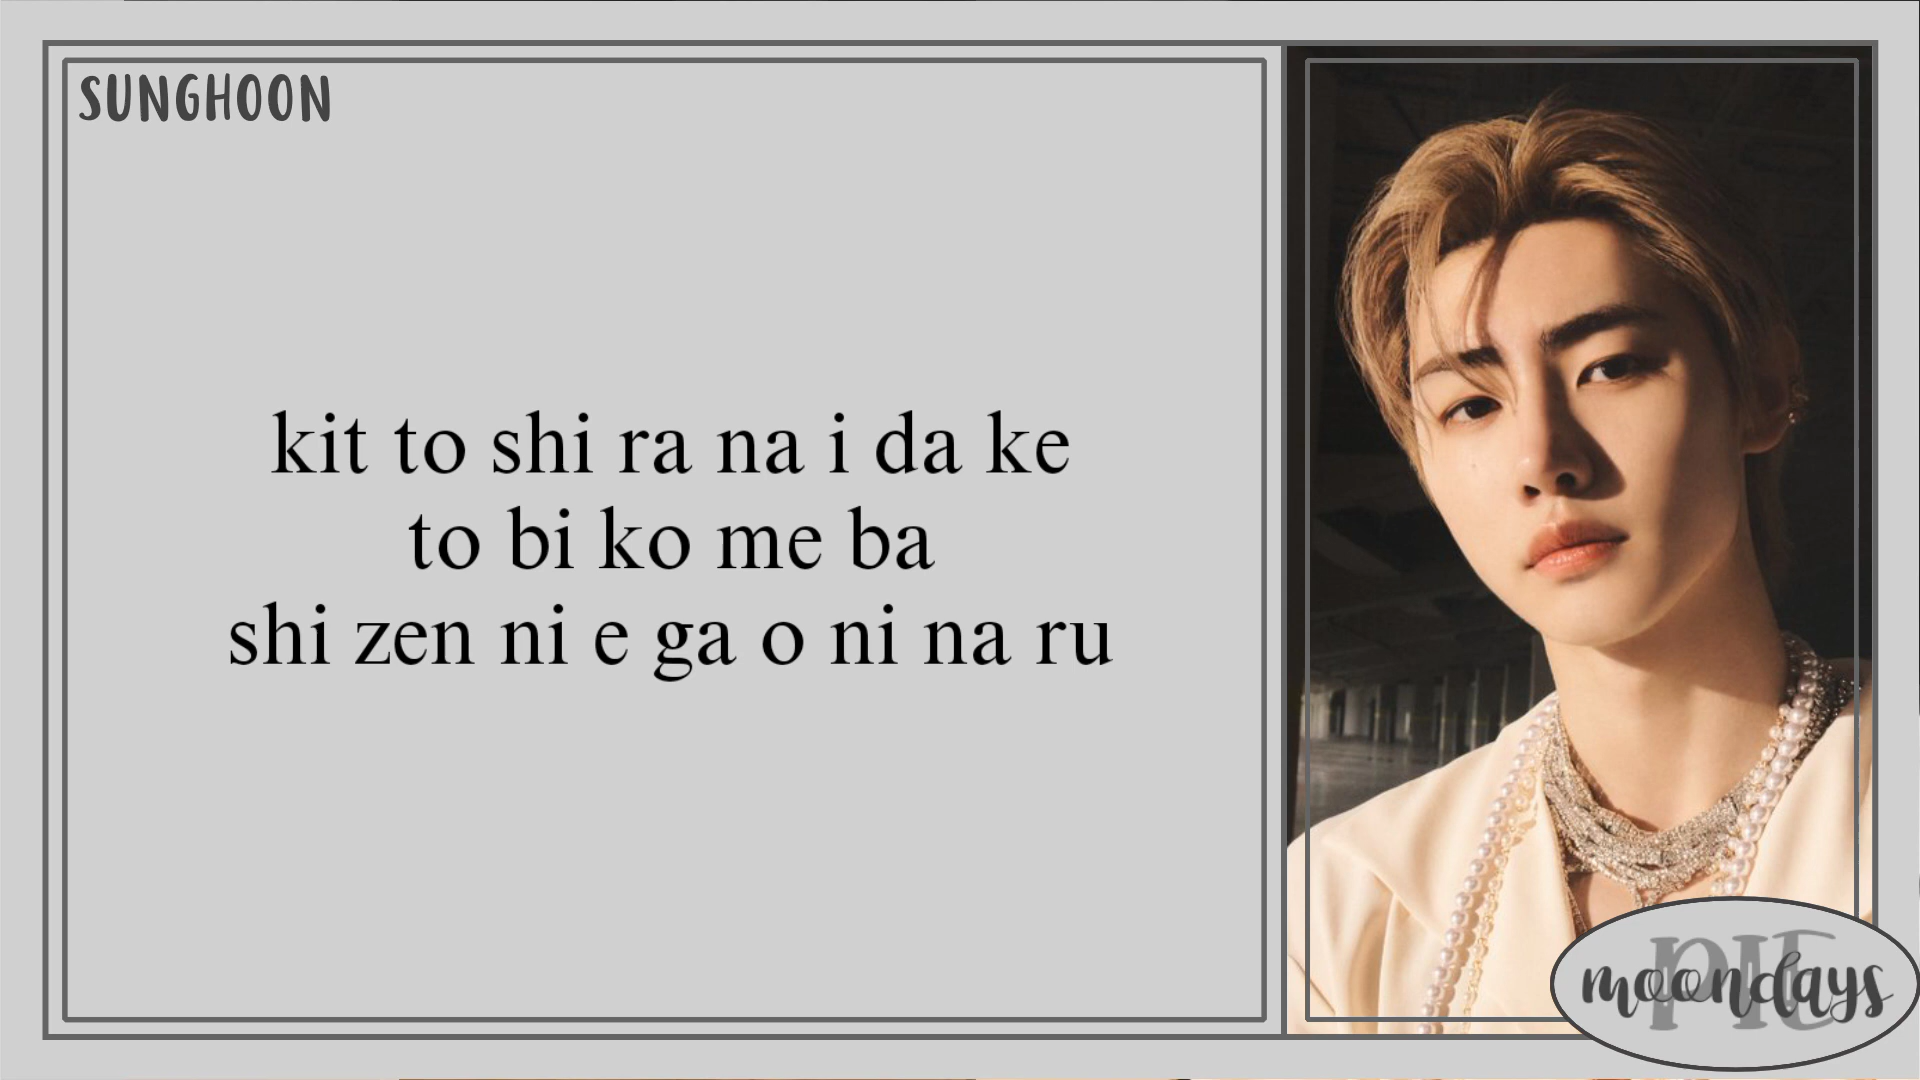 SUNGHOON
kit to shi ra na i da ke
to bi ko me ba
shi zen ni e ga o ni na ru
moondays